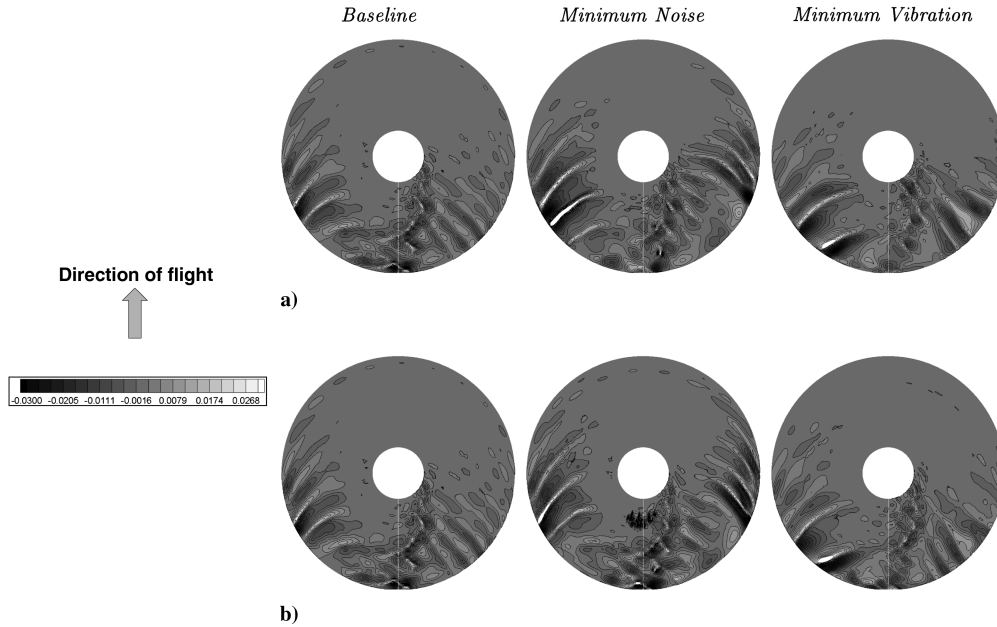 Baseline
Minimum Noise
Minimum Vibration
Direction of flight
a)
-0.0300 -0.0205 -0.0111 -0.0016 0.0079 0.0174 0.0268
b)